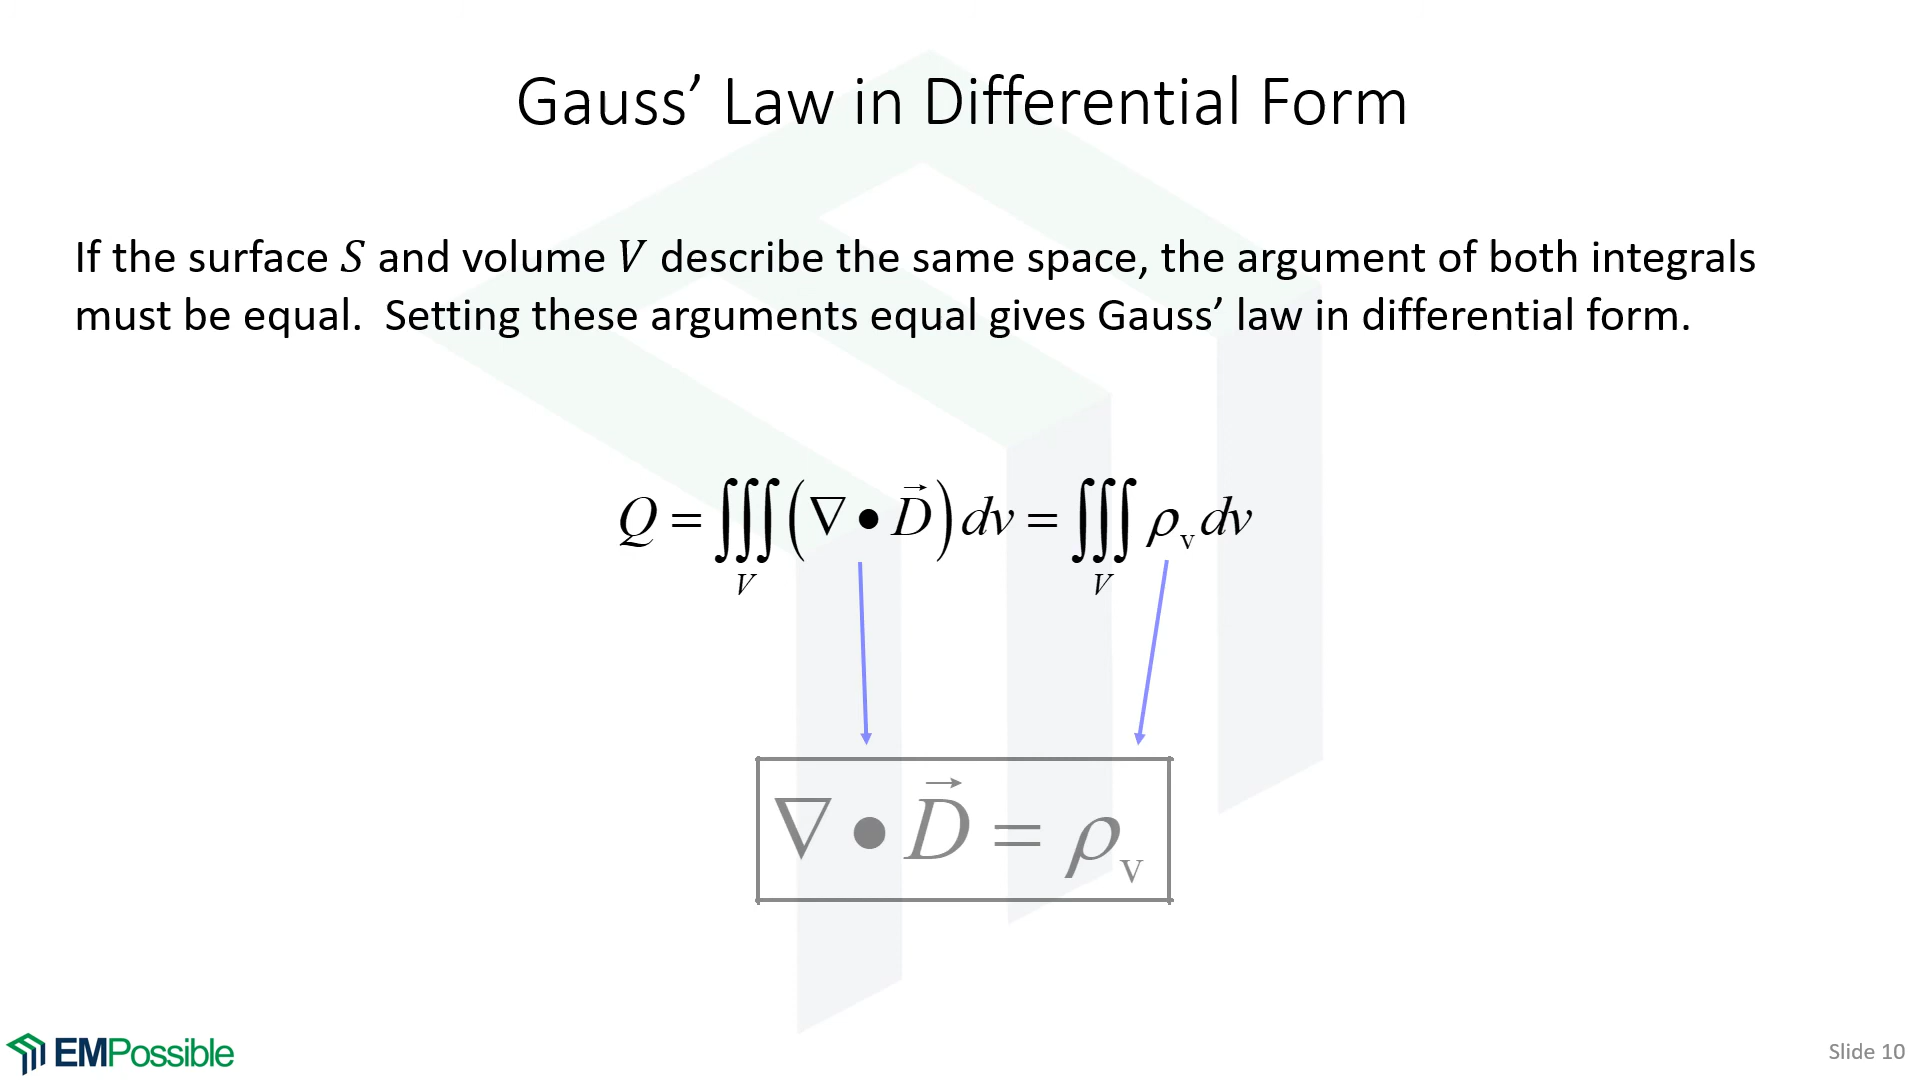 Gauss’ Law in Differential Form
If the surface S and volume V describe the same space, the argument of both integrals
must be equal.  Setting these arguments equal gives Gauss’ law in differential form.
Q = ∭_V (∇ • D⃗) dv = ∭_V ρ_v dv
∇ • D⃗ = ρ_v
EMPossible
Slide 10